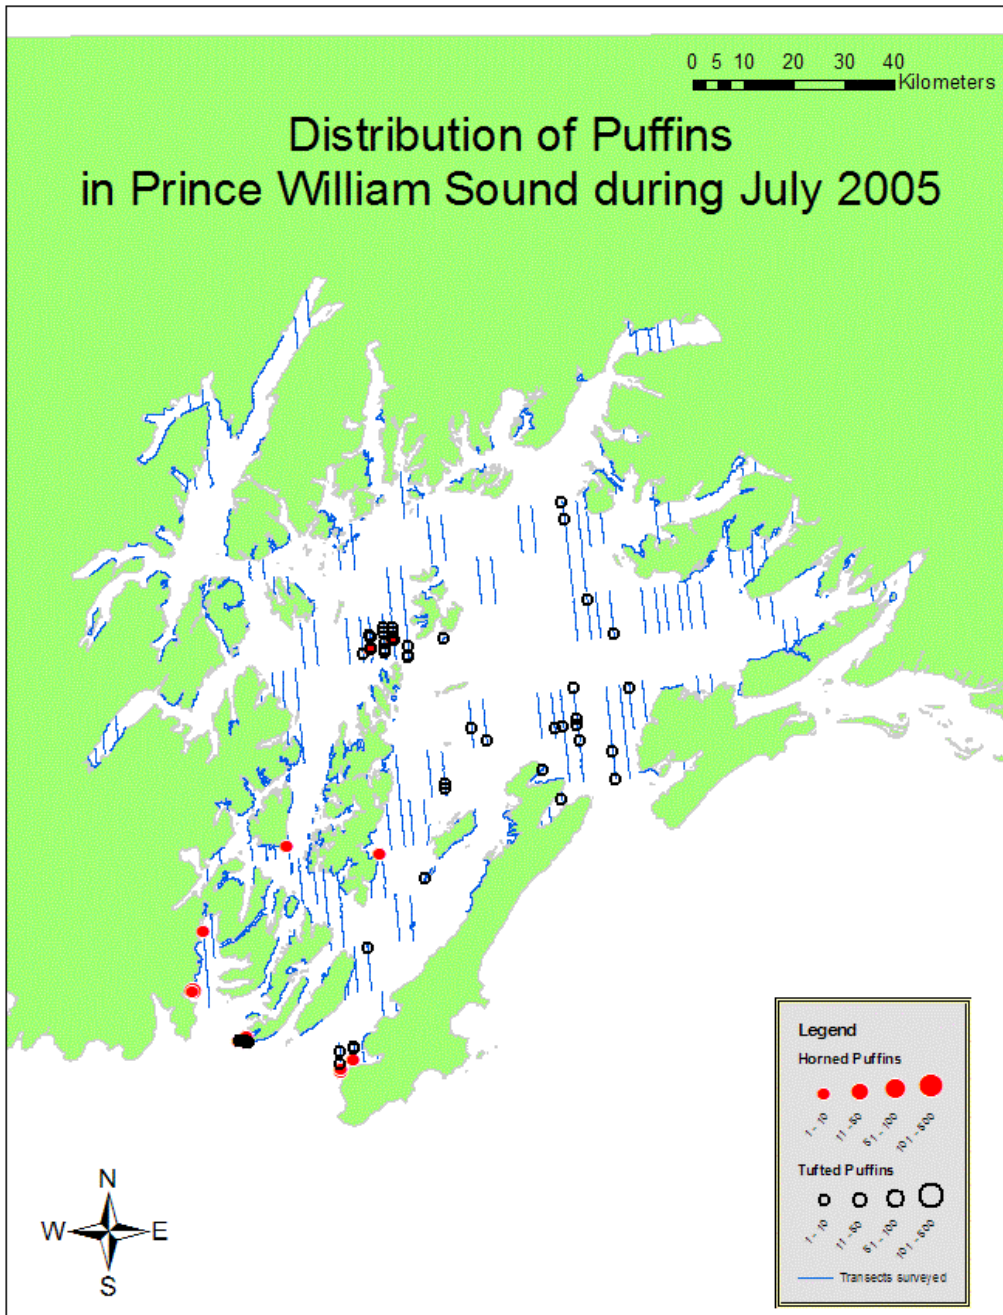 0 5 10 20 30 40
Kilometers
Distribution of Puffins
in Prince William Sound during July 2005
Legend
Horned Puffins
1 - 10 11 - 50 51 - 100 101 - 500
Tufted Puffins
1 - 10 11 - 50 51 - 100 101 - 500
Transects surveyed
N
W E
S